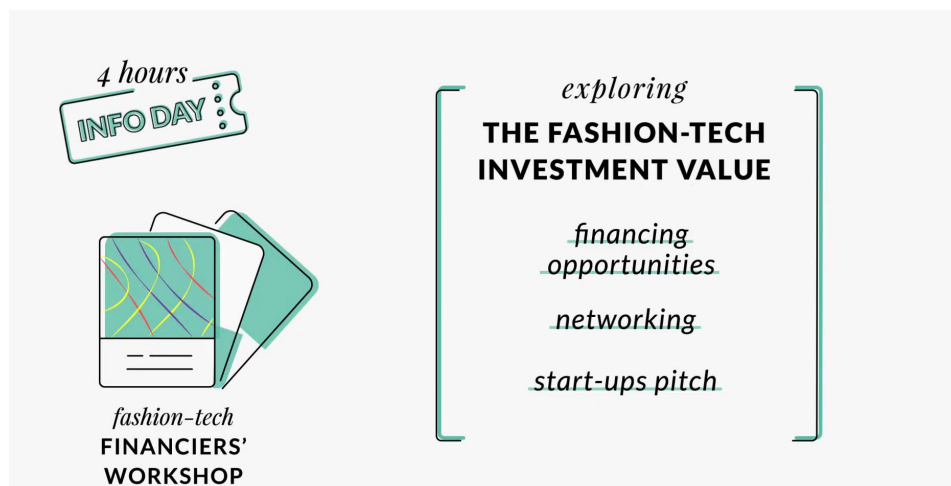 4 hours
INFO DAY
fashion-tech
FINANCIERS'
WORKSHOP
exploring
THE FASHION-TECH
INVESTMENT VALUE
financing
opportunities
networking
start-ups pitch